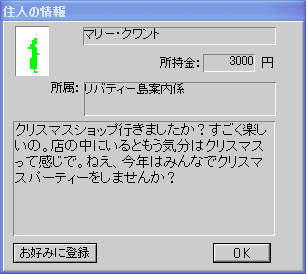 住人の情報
マリー・クワント
所持金: 3000 円
所属: リバティー島案内係
クリスマスショップ行きましたか?すごく楽し
いの。店の中にいるともう気分はクリスマス
って感じで。ねえ、今年はみんなでクリスマ
スパーティーをしませんか?
お好みに登録 OK